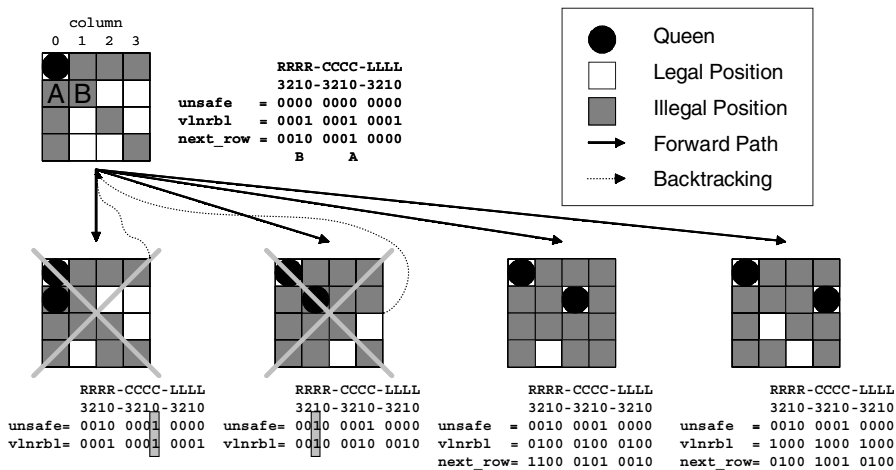 column
0 1 2 3
A B
RRRR-CCCC-LLLL
3210-3210-3210
unsafe = 0000 0000 0000
vlnrbl = 0001 0001 0001
next_row = 0010 0001 0000
B A
Queen
Legal Position
Illegal Position
Forward Path
Backtracking
RRRR-CCCC-LLLL
3210-3210-3210
unsafe= 0010 0001 0000
vlnrbl= 0001 0001 0001
RRRR-CCCC-LLLL
3210-3210-3210
unsafe= 0010 0001 0000
vlnrbl= 0010 0010 0010
RRRR-CCCC-LLLL
3210-3210-3210
unsafe = 0010 0001 0000
vlnrbl = 0100 0100 0100
next_row= 1100 0101 0010
RRRR-CCCC-LLLL
3210-3210-3210
unsafe = 0010 0001 0000
vlnrbl = 1000 1000 1000
next_row= 0100 1001 0100